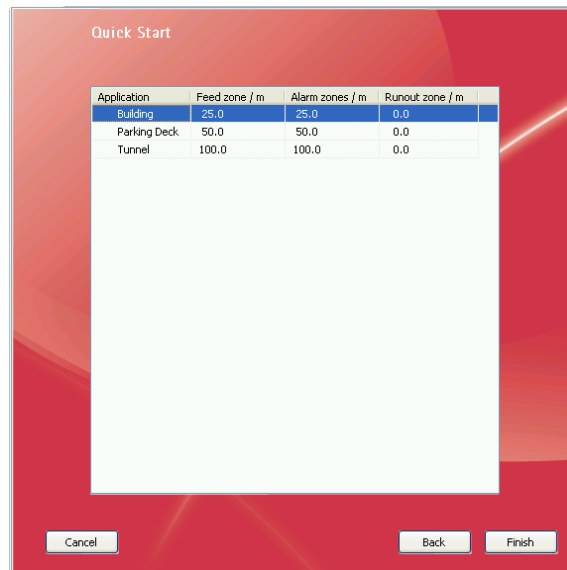 Quick Start
Application Feed zone / m Alarm zones / m Runout zone / m
Building 25.0 25.0 0.0
Parking Deck 50.0 50.0 0.0
Tunnel 100.0 100.0 0.0
Cancel Back Finish